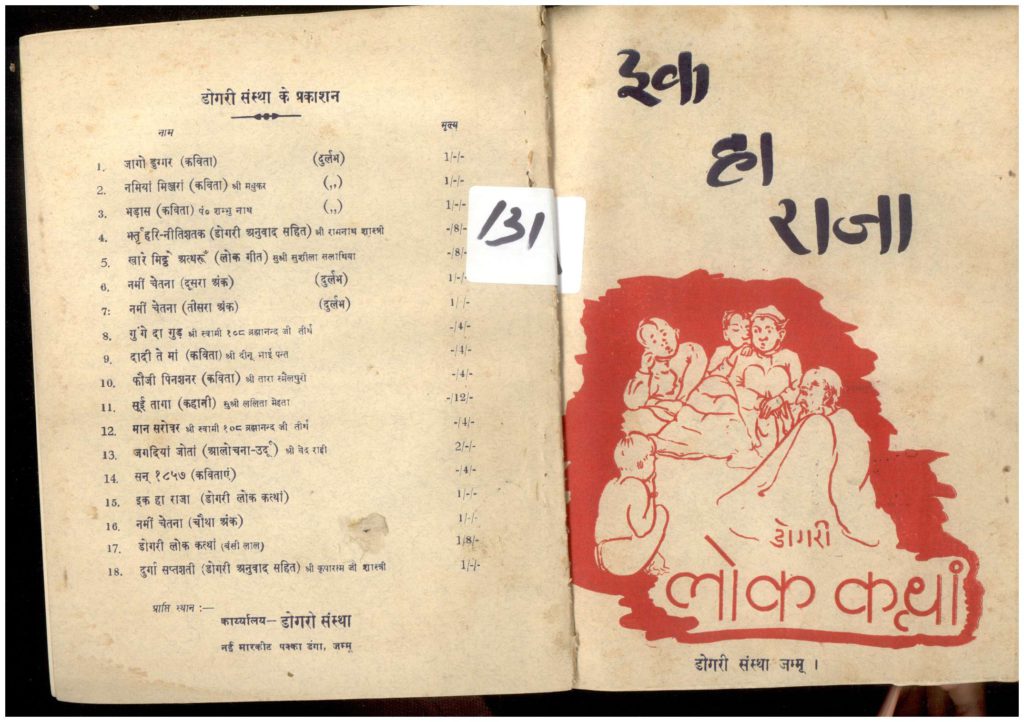 डोगरी संस्था के प्रकाशन
नाम मूल्य
1. जागो डुग्गर (कविता) (दुर्लभ) 1/-/-
2. नमियां मिञ्जरां (कविता) श्री मधुकर (,,) 1/-/-
3. भड़ास (कविता) पं० शम्भु नाथ (,,) 1/-/-
4. भर्तृहरि-नीतिशतक (डोगरी अनुवाद सहित) श्री रामनाथ शास्त्री -/8/-
5. खारे मिट्ठे अत्थरूँ (लोक गीत) सुश्री सुशीला सलाथिया -/8/-
6. नमीं चेतना (दूसरा अंक) (दुर्लभ) 1/-/-
7: नमीं चेतना (तीसरा अंक) (दुर्लभ) 1/-/-
8. गुंगे दा गुड़ श्री स्वामी १०८ ब्रह्मानन्द जी तीर्थ -/4/-
9. दादी ते मां (कविता) श्री दीनू भाई पन्त -/4/-
10. फौजी पिनशनर (कविता) श्री तारा स्मैलपुरी -/4/-
11. सूई तागा (कहानी) सुश्री ललिता मेहता -/12/-
12. मान सरोवर श्री स्वामी १०८ ब्रह्मानन्द जी तीर्थ -/4/-
13. जगदियां जोतां (आलोचना-उर्दू) श्री वेद राही 2/-/-
14. सन् १८५७ (कविताएं) -/4/-
15. इक हा राजा (डोगरी लोक कत्थां) 1/-/-
16. नमीं चेतना (चौथा अंक) 1/-/-
17. डोगरी लोक कत्थां (बंसी लाल) 1/8/-
18. दुर्गा सप्तशती (डोगरी अनुवाद सहित) श्री कृपाराम जी शास्त्री 1/-/-
प्राप्ति स्थान :—
कार्य्यालय— डोगरी संस्था
नई मारकीट पक्का डंगा, जम्मू
131
इक
हा
राजा
डोगरी
लोक कत्थां
डोगरी संस्था जम्मू ।